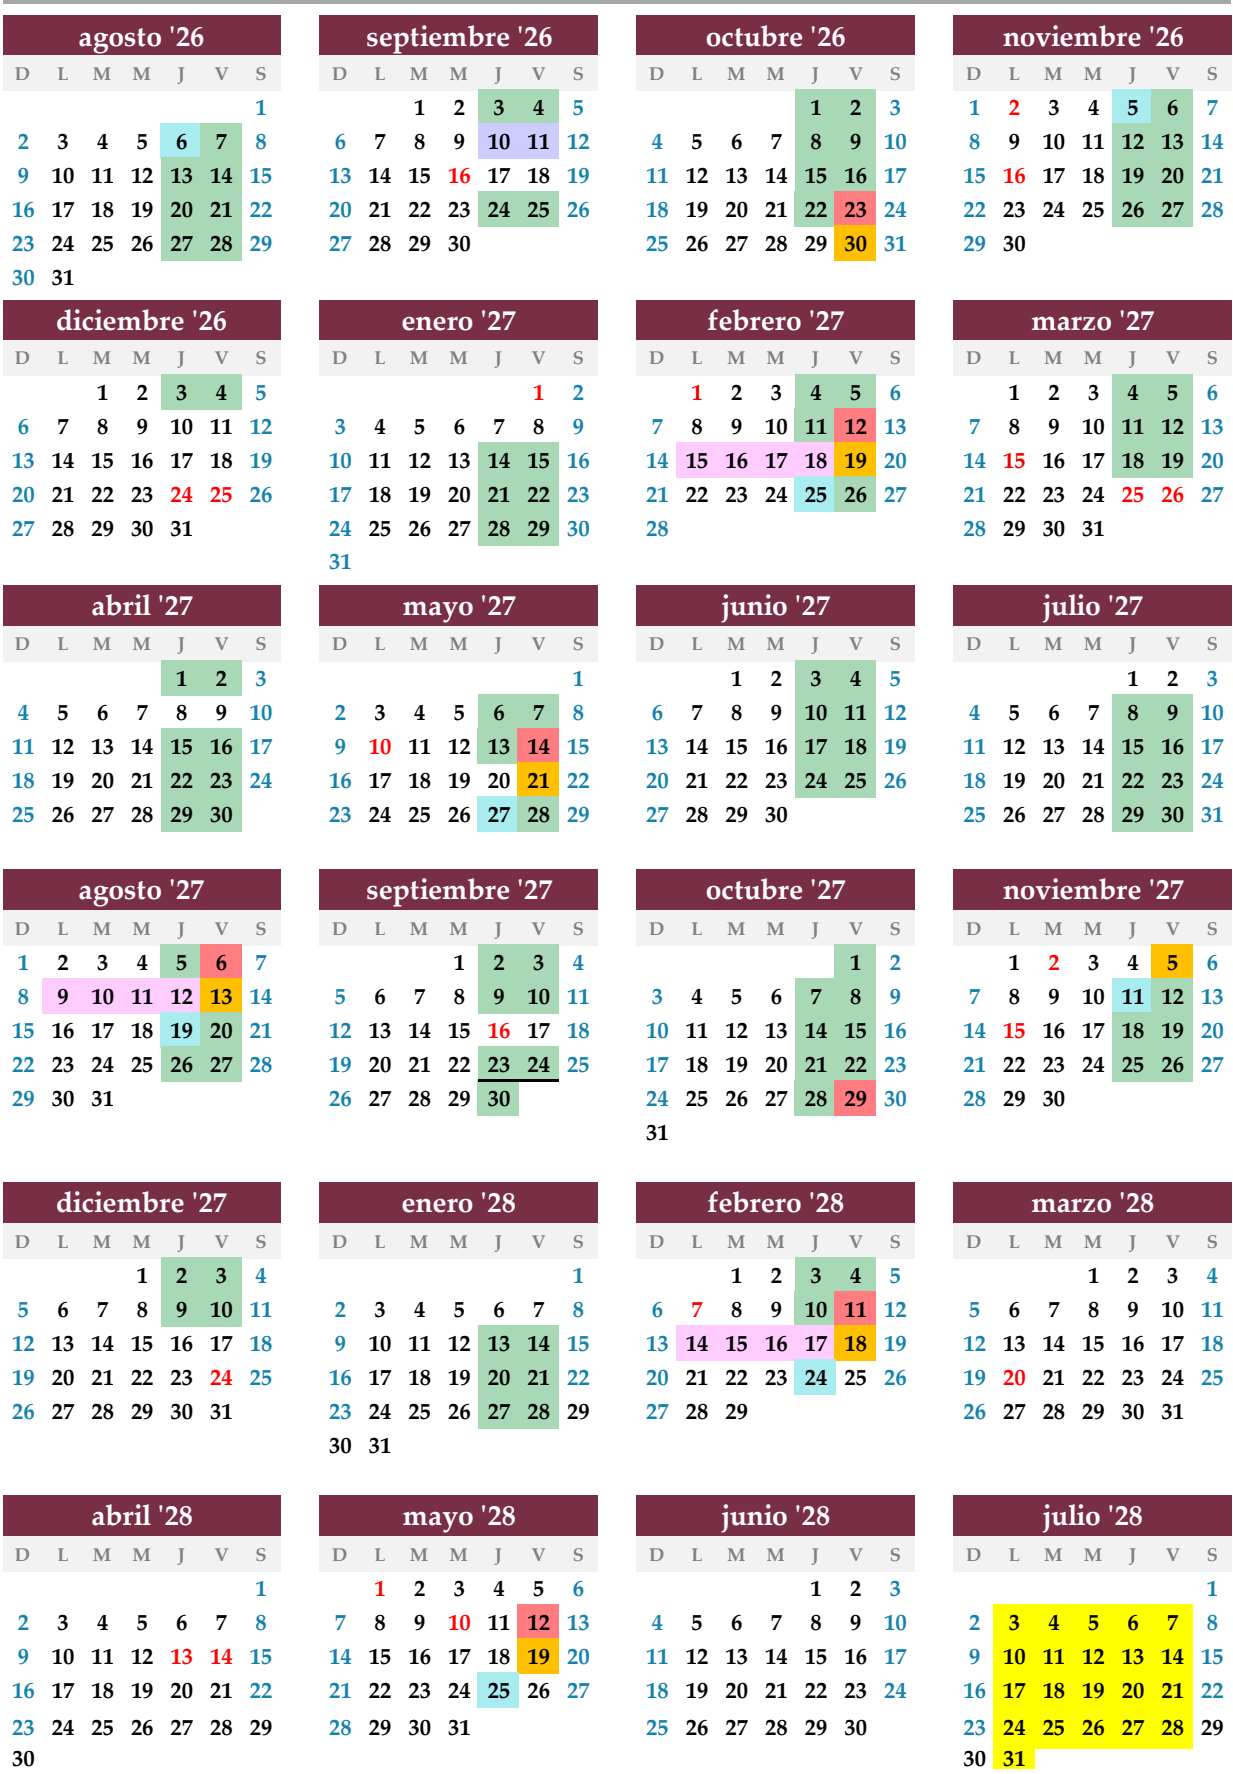 agosto '26
D L M M J V S
1
2 3 4 5 6 7 8
9 10 11 12 13 14 15
16 17 18 19 20 21 22
23 24 25 26 27 28 29
30 31
septiembre '26
D L M M J V S
1 2 3 4 5
6 7 8 9 10 11 12
13 14 15 16 17 18 19
20 21 22 23 24 25 26
27 28 29 30
octubre '26
D L M M J V S
1 2 3
4 5 6 7 8 9 10
11 12 13 14 15 16 17
18 19 20 21 22 23 24
25 26 27 28 29 30 31
noviembre '26
D L M M J V S
1 2 3 4 5 6 7
8 9 10 11 12 13 14
15 16 17 18 19 20 21
22 23 24 25 26 27 28
29 30
diciembre '26
D L M M J V S
1 2 3 4 5
6 7 8 9 10 11 12
13 14 15 16 17 18 19
20 21 22 23 24 25 26
27 28 29 30 31
enero '27
D L M M J V S
1 2
3 4 5 6 7 8 9
10 11 12 13 14 15 16
17 18 19 20 21 22 23
24 25 26 27 28 29 30
31
febrero '27
D L M M J V S
1 2 3 4 5 6
7 8 9 10 11 12 13
14 15 16 17 18 19 20
21 22 23 24 25 26 27
28
marzo '27
D L M M J V S
1 2 3 4 5 6
7 8 9 10 11 12 13
14 15 16 17 18 19 20
21 22 23 24 25 26 27
28 29 30 31
abril '27
D L M M J V S
1 2 3
4 5 6 7 8 9 10
11 12 13 14 15 16 17
18 19 20 21 22 23 24
25 26 27 28 29 30
mayo '27
D L M M J V S
1
2 3 4 5 6 7 8
9 10 11 12 13 14 15
16 17 18 19 20 21 22
23 24 25 26 27 28 29
junio '27
D L M M J V S
1 2 3 4 5
6 7 8 9 10 11 12
13 14 15 16 17 18 19
20 21 22 23 24 25 26
27 28 29 30
julio '27
D L M M J V S
1 2 3
4 5 6 7 8 9 10
11 12 13 14 15 16 17
18 19 20 21 22 23 24
25 26 27 28 29 30 31
agosto '27
D L M M J V S
1 2 3 4 5 6 7
8 9 10 11 12 13 14
15 16 17 18 19 20 21
22 23 24 25 26 27 28
29 30 31
septiembre '27
D L M M J V S
1 2 3 4
5 6 7 8 9 10 11
12 13 14 15 16 17 18
19 20 21 22 23 24 25
26 27 28 29 30
octubre '27
D L M M J V S
1 2
3 4 5 6 7 8 9
10 11 12 13 14 15 16
17 18 19 20 21 22 23
24 25 26 27 28 29 30
31
noviembre '27
D L M M J V S
1 2 3 4 5 6
7 8 9 10 11 12 13
14 15 16 17 18 19 20
21 22 23 24 25 26 27
28 29 30
diciembre '27
D L M M J V S
1 2 3 4
5 6 7 8 9 10 11
12 13 14 15 16 17 18
19 20 21 22 23 24 25
26 27 28 29 30 31
enero '28
D L M M J V S
1
2 3 4 5 6 7 8
9 10 11 12 13 14 15
16 17 18 19 20 21 22
23 24 25 26 27 28 29
30 31
febrero '28
D L M M J V S
1 2 3 4 5
6 7 8 9 10 11 12
13 14 15 16 17 18 19
20 21 22 23 24 25 26
27 28 29
marzo '28
D L M M J V S
1 2 3 4
5 6 7 8 9 10 11
12 13 14 15 16 17 18
19 20 21 22 23 24 25
26 27 28 29 30 31
abril '28
D L M M J V S
1
2 3 4 5 6 7 8
9 10 11 12 13 14 15
16 17 18 19 20 21 22
23 24 25 26 27 28 29
30
mayo '28
D L M M J V S
1 2 3 4 5 6
7 8 9 10 11 12 13
14 15 16 17 18 19 20
21 22 23 24 25 26 27
28 29 30 31
junio '28
D L M M J V S
1 2 3
4 5 6 7 8 9 10
11 12 13 14 15 16 17
18 19 20 21 22 23 24
25 26 27 28 29 30
julio '28
D L M M J V S
1
2 3 4 5 6 7 8
9 10 11 12 13 14 15
16 17 18 19 20 21 22
23 24 25 26 27 28 29
30 31